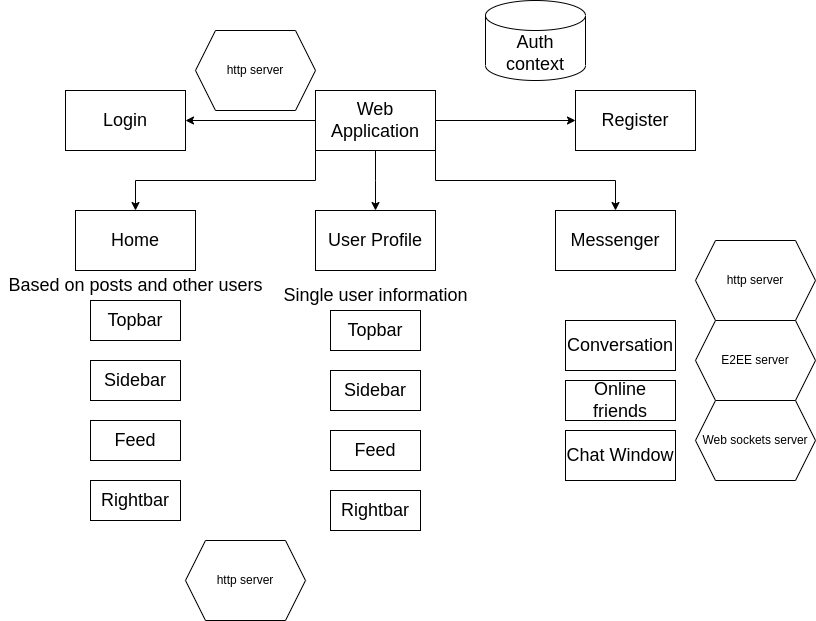 Auth
context
http server
Login
Web
Application
Register
Home
User Profile
Messenger
Based on posts and other users
Single user information
http server
Topbar
Topbar
Conversation
E2EE server
Sidebar
Sidebar
Online
friends
Feed
Feed
Chat Window
Web sockets server
Rightbar
Rightbar
http server